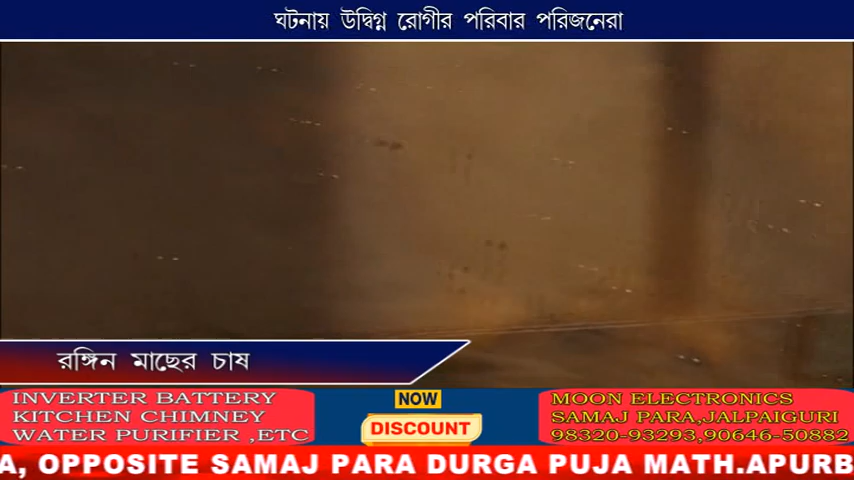 ঘটনায় উদ্বিগ্ন রোগীর পরিবার পরিজনেরা
রঙ্গিন মাছের চাষ
INVERTER BATTERY
KITCHEN CHIMNEY
WATER PURIFIER ,ETC
NOW
DISCOUNT
MOON ELECTRONICS
SAMAJ PARA,JALPAIGURI
98320-93293,90646-50882
A, OPPOSITE SAMAJ PARA DURGA PUJA MATH.APURB